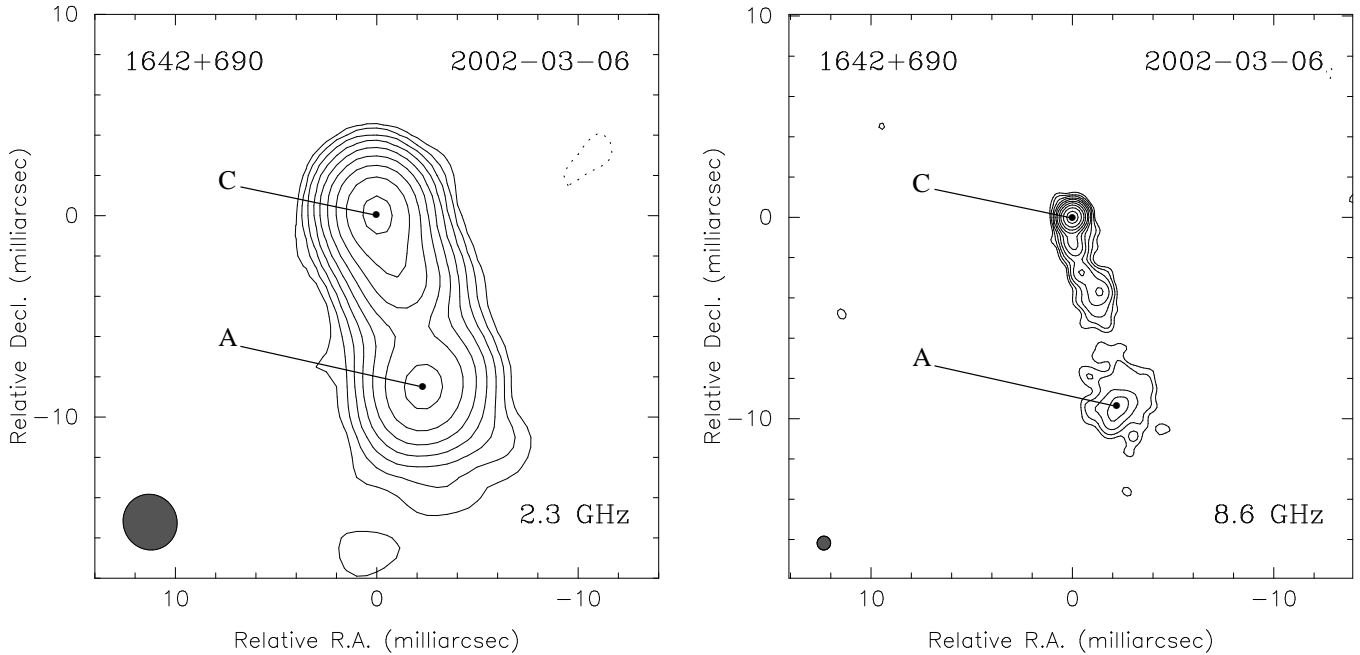 10
1642+690 2002-03-06
C
0
A
-10
2.3 GHz
10 0 -10
Relative R.A. (milliarcsec)
Relative Decl. (milliarcsec)
10
1642+690 2002-03-06
C
0
A
-10
8.6 GHz
10 0 -10
Relative R.A. (milliarcsec)
Relative Decl. (milliarcsec)